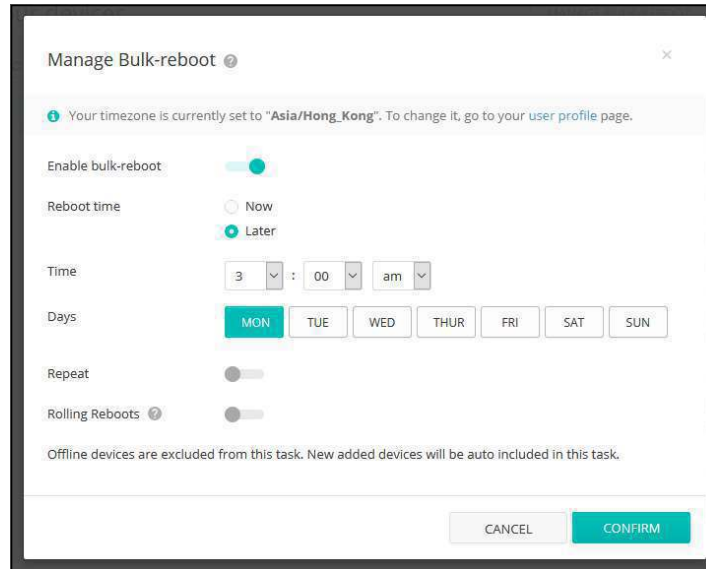 Manage Bulk-reboot ?
Your timezone is currently set to "Asia/Hong_Kong". To change it, go to your user profile page.
Enable bulk-reboot
Reboot time Now
Later
Time 3 : 00 am
Days MON TUE WED THUR FRI SAT SUN
Repeat
Rolling Reboots ?
Offline devices are excluded from this task. New added devices will be auto included in this task.
CANCEL CONFIRM